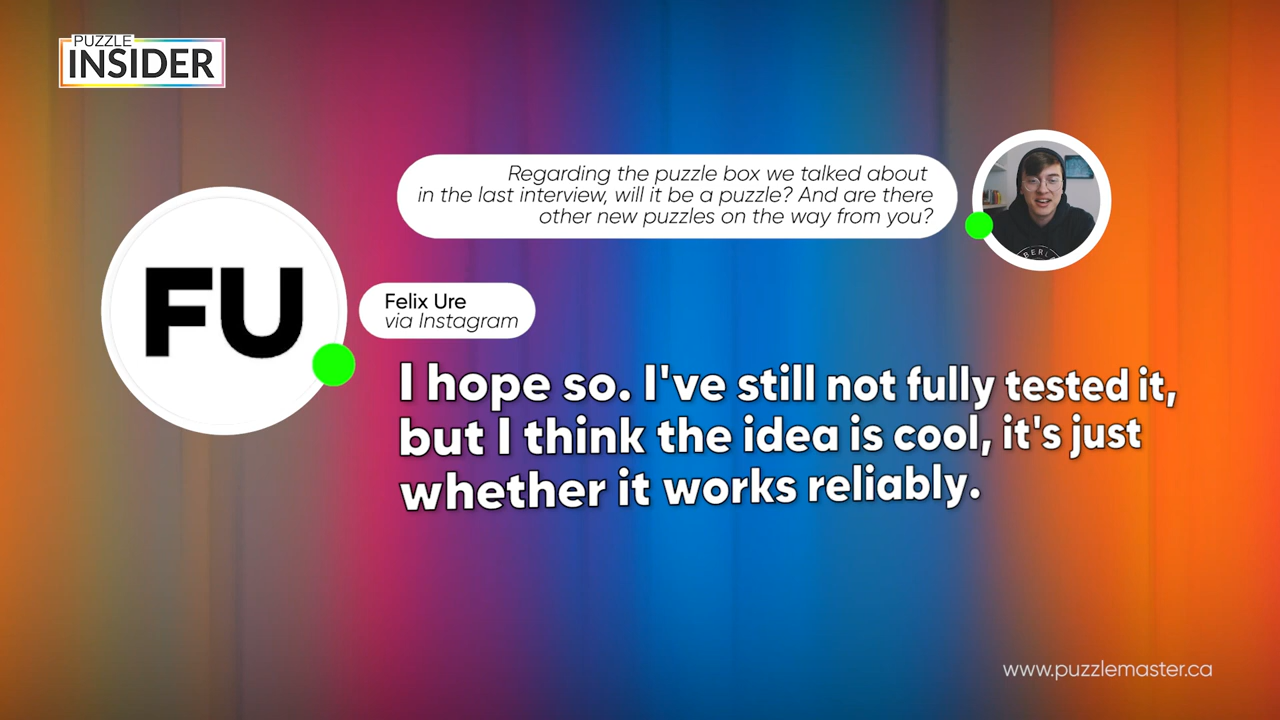 PUZZLE
INSIDER
Regarding the puzzle box we talked about
in the last interview, will it be a puzzle? And are there
other new puzzles on the way from you?
FU
Felix Ure
via Instagram
I hope so. I've still not fully tested it,
but I think the idea is cool, it's just
whether it works reliably.
www.puzzlemaster.ca